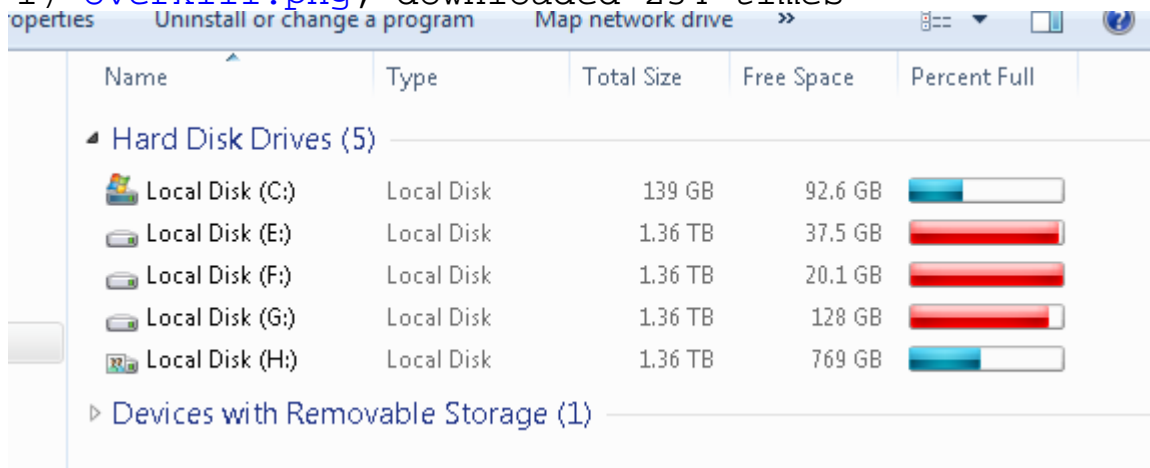 1) overkill.png, downloaded 234 times
operties Uninstall or change a program Map network drive »
Name Type Total Size Free Space Percent Full
Hard Disk Drives (5)
Local Disk (C:) Local Disk 139 GB 92.6 GB
Local Disk (E:) Local Disk 1.36 TB 37.5 GB
Local Disk (F:) Local Disk 1.36 TB 20.1 GB
Local Disk (G:) Local Disk 1.36 TB 128 GB
Local Disk (H:) Local Disk 1.36 TB 769 GB
Devices with Removable Storage (1)